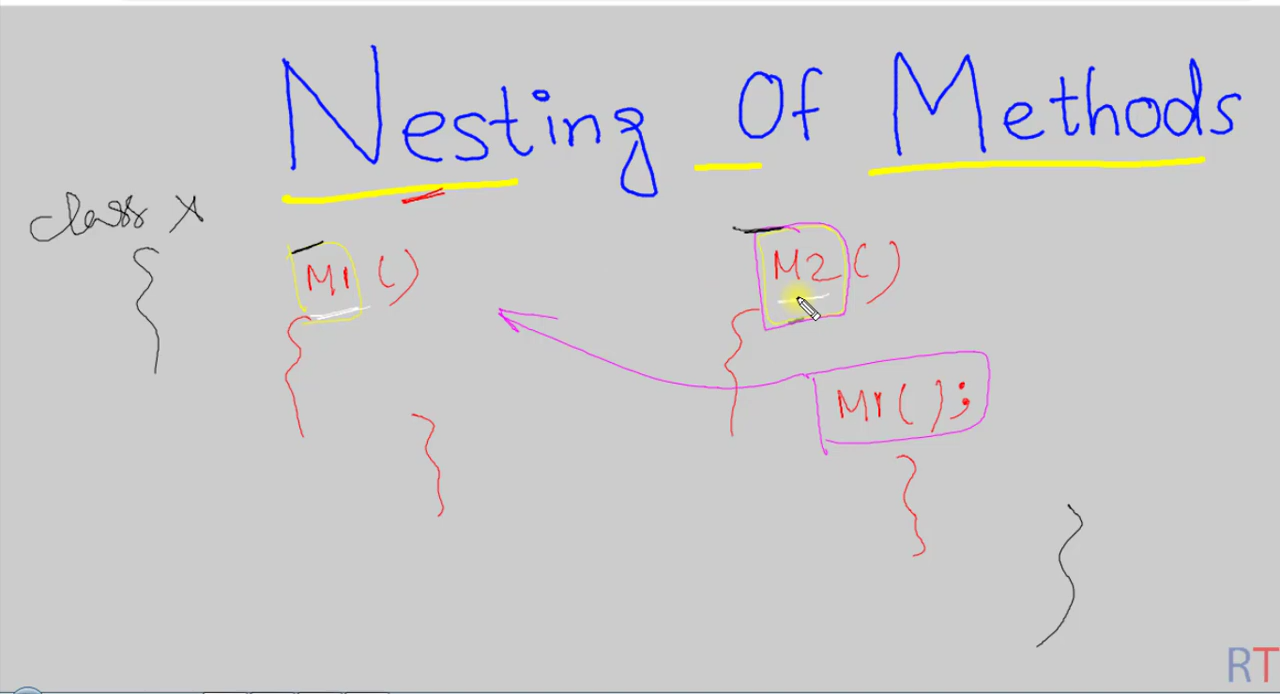 Nesting Of Methods
class X
{
M1 ()
{
}
M2 ()
{
M1 ( ) ;
}
}
RT